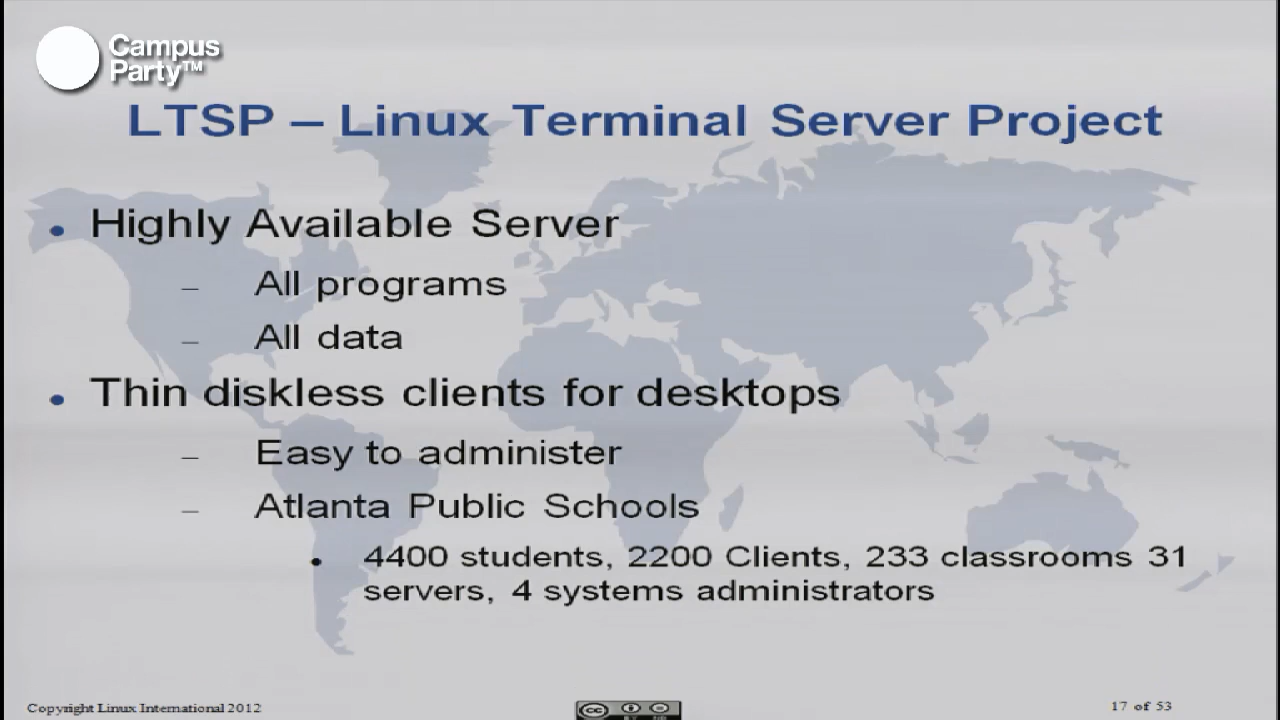 Campus
Party™
LTSP – Linux Terminal Server Project
• Highly Available Server
– All programs
– All data
• Thin diskless clients for desktops
– Easy to administer
– Atlanta Public Schools
• 4400 students, 2200 Clients, 233 classrooms 31
servers, 4 systems administrators
Copyright Linux International 2012
cc
17 of 53